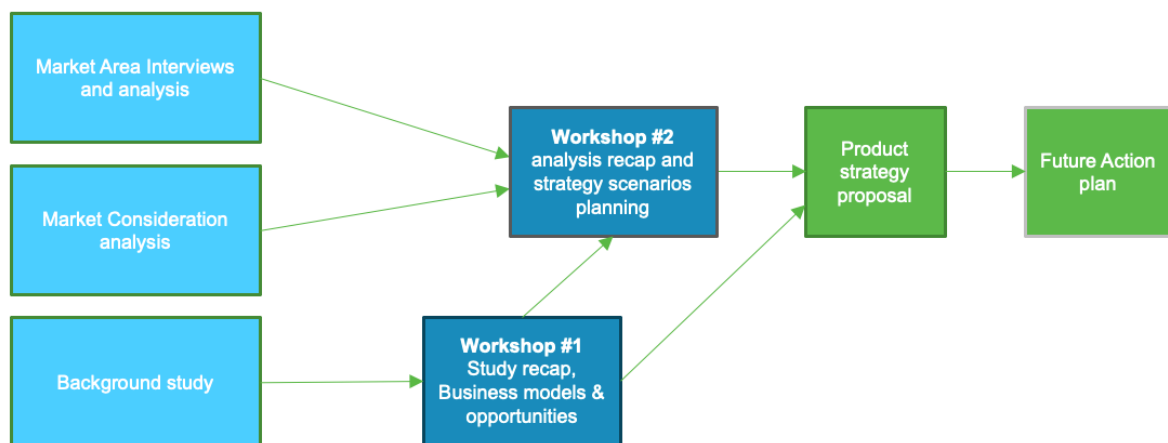 Market Area Interviews
and analysis
Market Consideration
analysis
Background study
Workshop #1
Study recap,
Business models &
opportunities
Workshop #2
analysis recap and
strategy scenarios
planning
Product
strategy
proposal
Future Action
plan